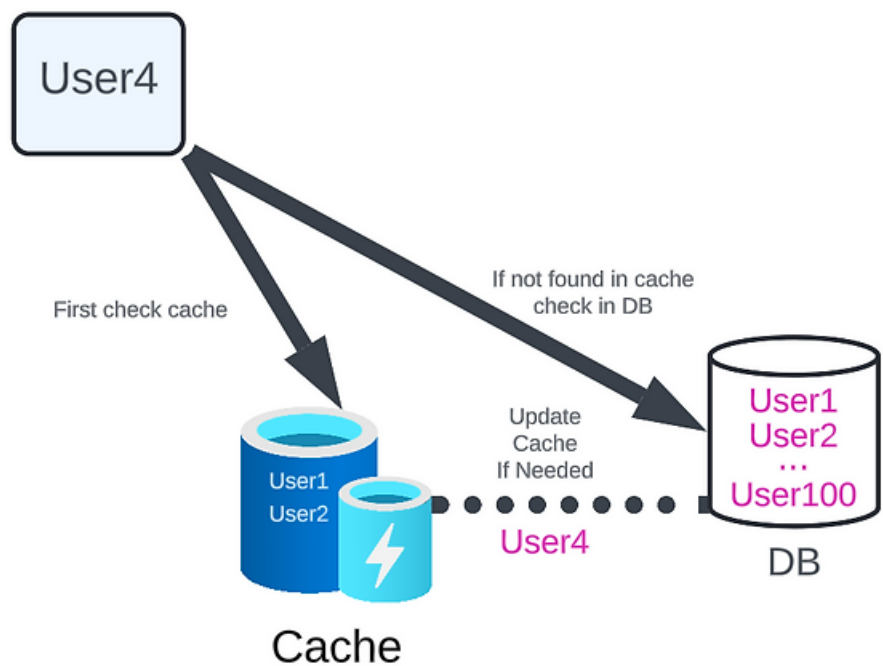 User4
First check cache
If not found in cache
check in DB
Update
Cache
If Needed
User4
User1
User2
Cache
User1
User2
...
User100
DB